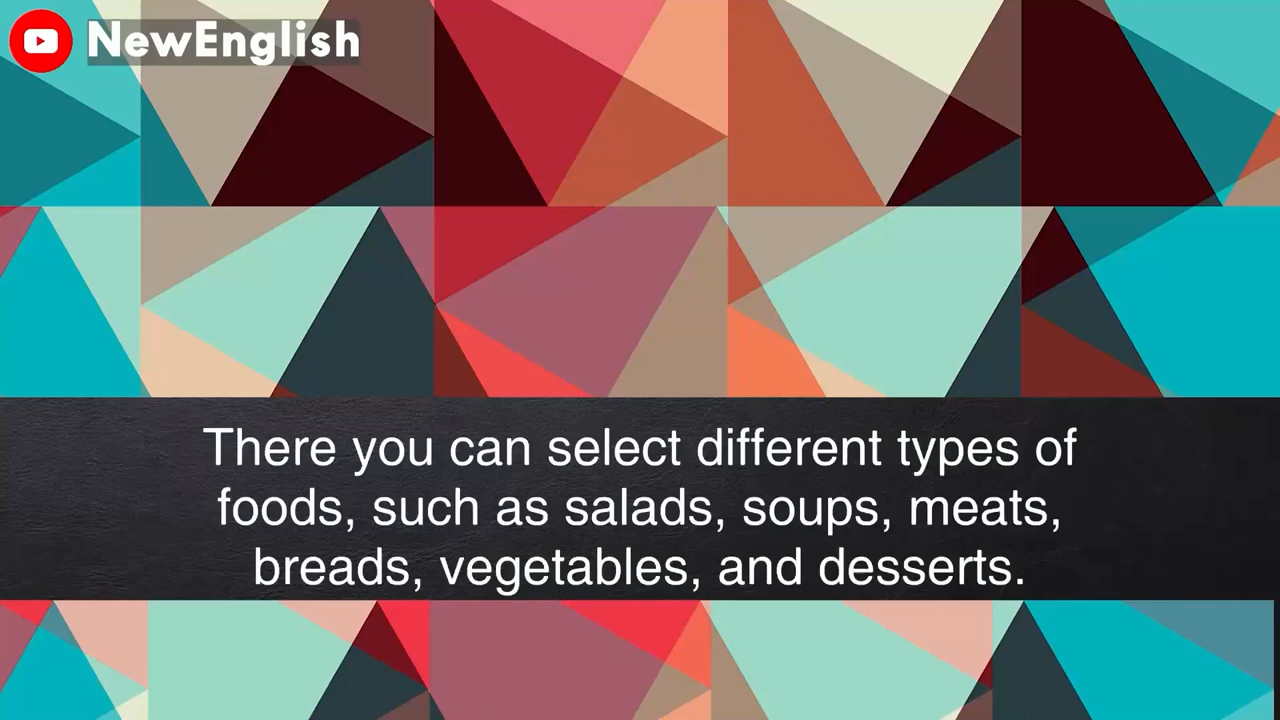 NewEnglish
There you can select different types of
foods, such as salads, soups, meats,
breads, vegetables, and desserts.